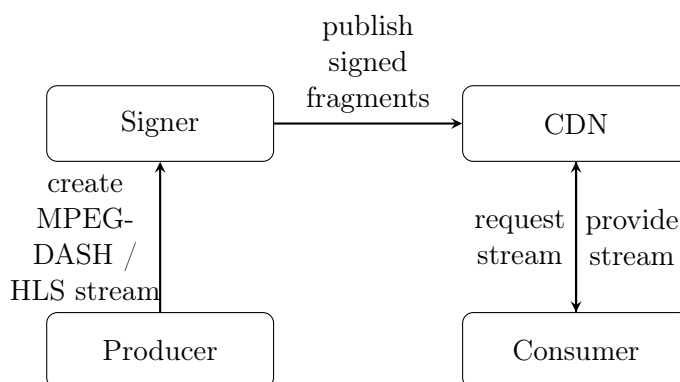 publish
signed
fragments
Signer
CDN
create
MPEG-
DASH /
HLS stream
request
stream
provide
stream
Producer
Consumer